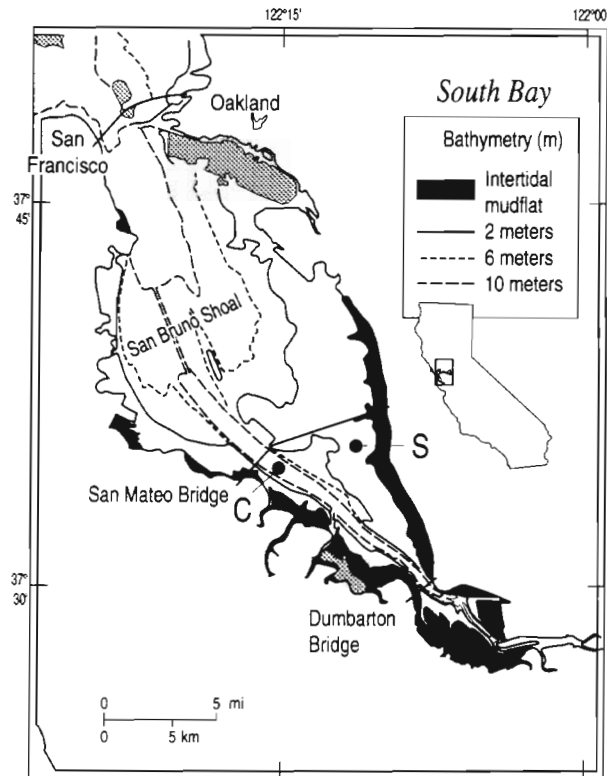 122°15'
122°00'
South Bay
Oakland
San
Francisco
Bathymetry (m)
Intertidal
mudflat
2 meters
6 meters
10 meters
37°
45'
San Bruno Shoal
S
San Mateo Bridge
C
37°
30'
Dumbarton
Bridge
0 5 mi
0 5 km